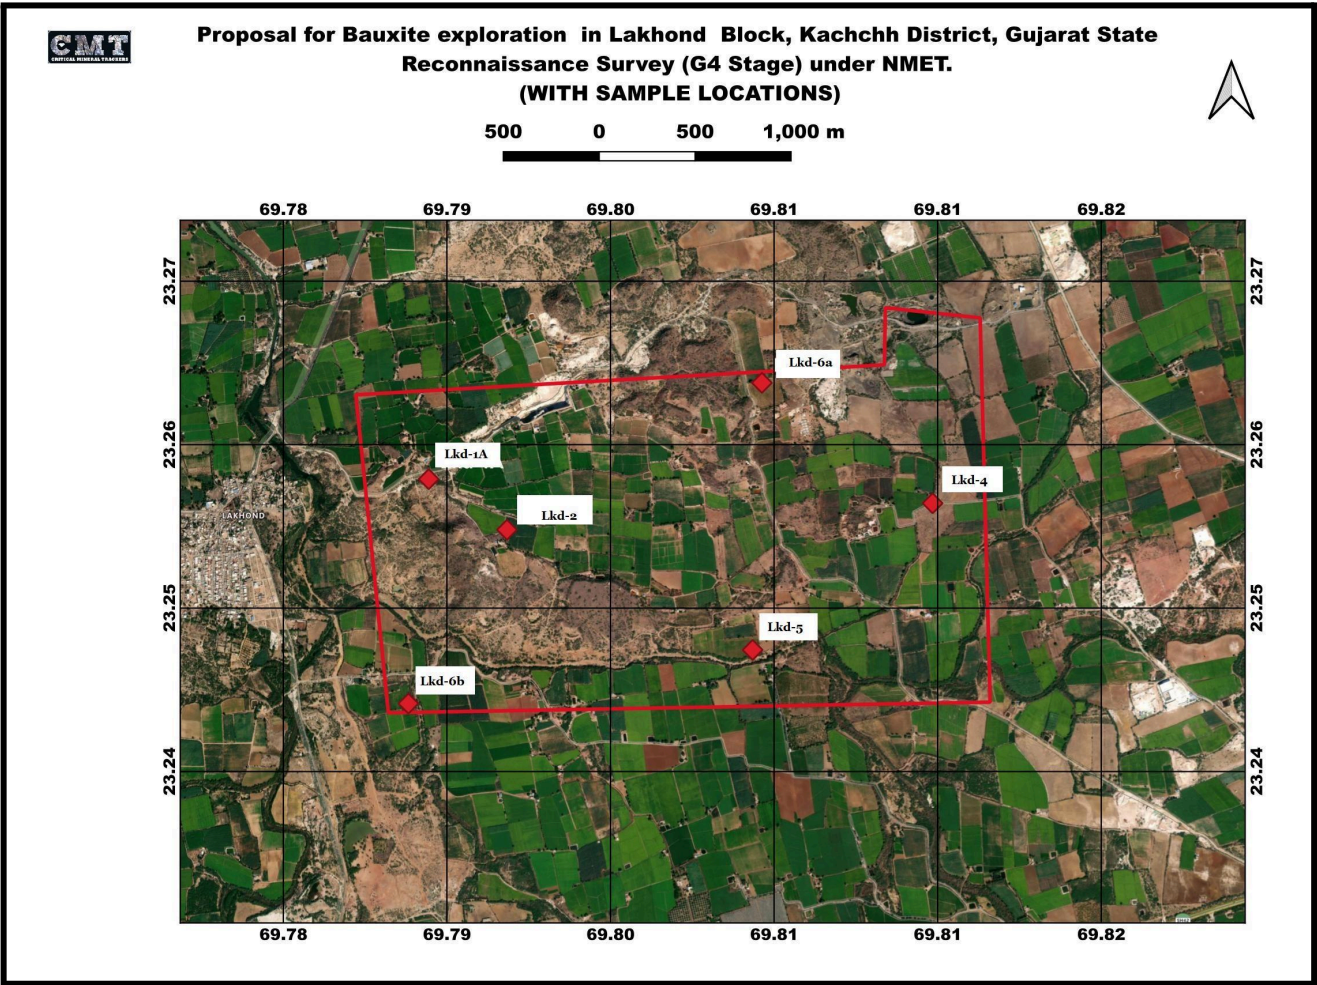 CMT
CRITICAL MINERAL TRACKERS
Proposal for Bauxite exploration in Lakhond Block, Kachchh District, Gujarat State
Reconnaissance Survey (G4 Stage) under NMET.
(WITH SAMPLE LOCATIONS)
500 0 500 1,000 m
69.78 69.79 69.80 69.81 69.81 69.82
23.27 23.27
Lkd-6a
23.26 23.26
Lkd-1A
Lkd-4
Lkd-2
LAKHOND
23.25 23.25
Lkd-5
Lkd-6b
23.24 23.24
69.78 69.79 69.80 69.81 69.81 69.82